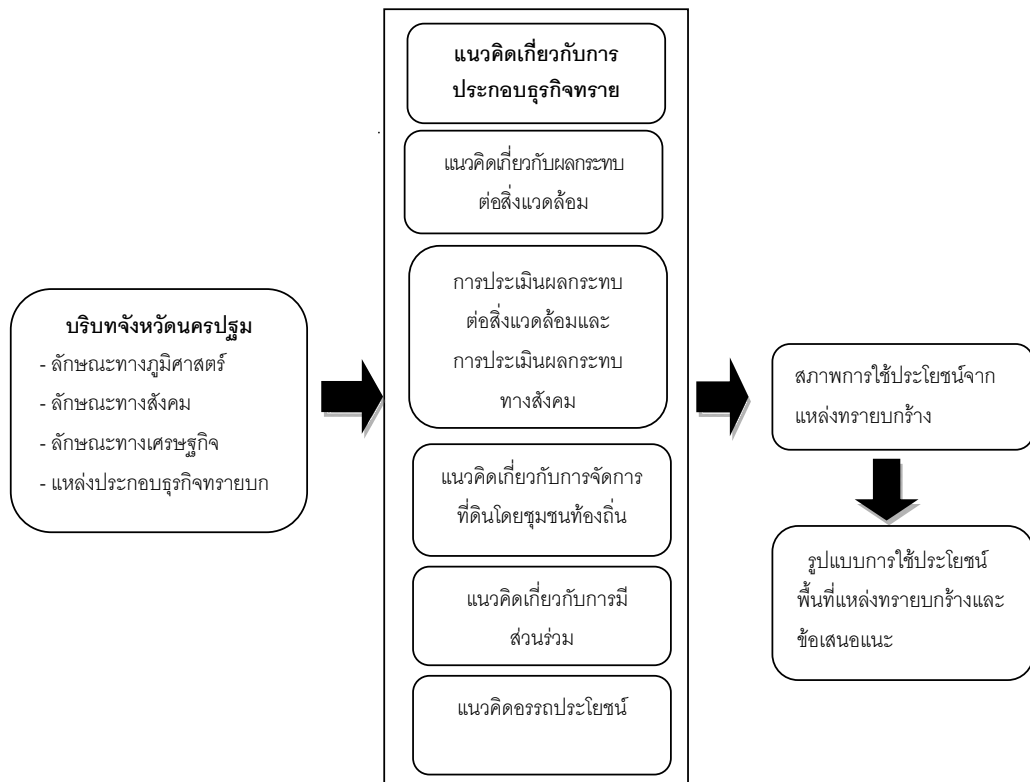 บริบทจังหวัดนครปฐม
- ลักษณะทางภูมิศาสตร์
- ลักษณะทางสังคม
- ลักษณะทางเศรษฐกิจ
- แหล่งประกอบธุรกิจทรายบก
แนวคิดเกี่ยวกับการ
ประกอบธุรกิจทราย
แนวคิดเกี่ยวกับผลกระทบ
ต่อสิ่งแวดล้อม
การประเมินผลกระทบ
ต่อสิ่งแวดล้อมและ
การประเมินผลกระทบ
ทางสังคม
แนวคิดเกี่ยวกับการจัดการ
ที่ดินโดยชุมชนท้องถิ่น
แนวคิดเกี่ยวกับการมี
ส่วนร่วม
แนวคิดอรรถประโยชน์
สภาพการใช้ประโยชน์จาก
แหล่งทรายบกร้าง
รูปแบบการใช้ประโยชน์
พื้นที่แหล่งทรายบกร้างและ
ข้อเสนอแนะ